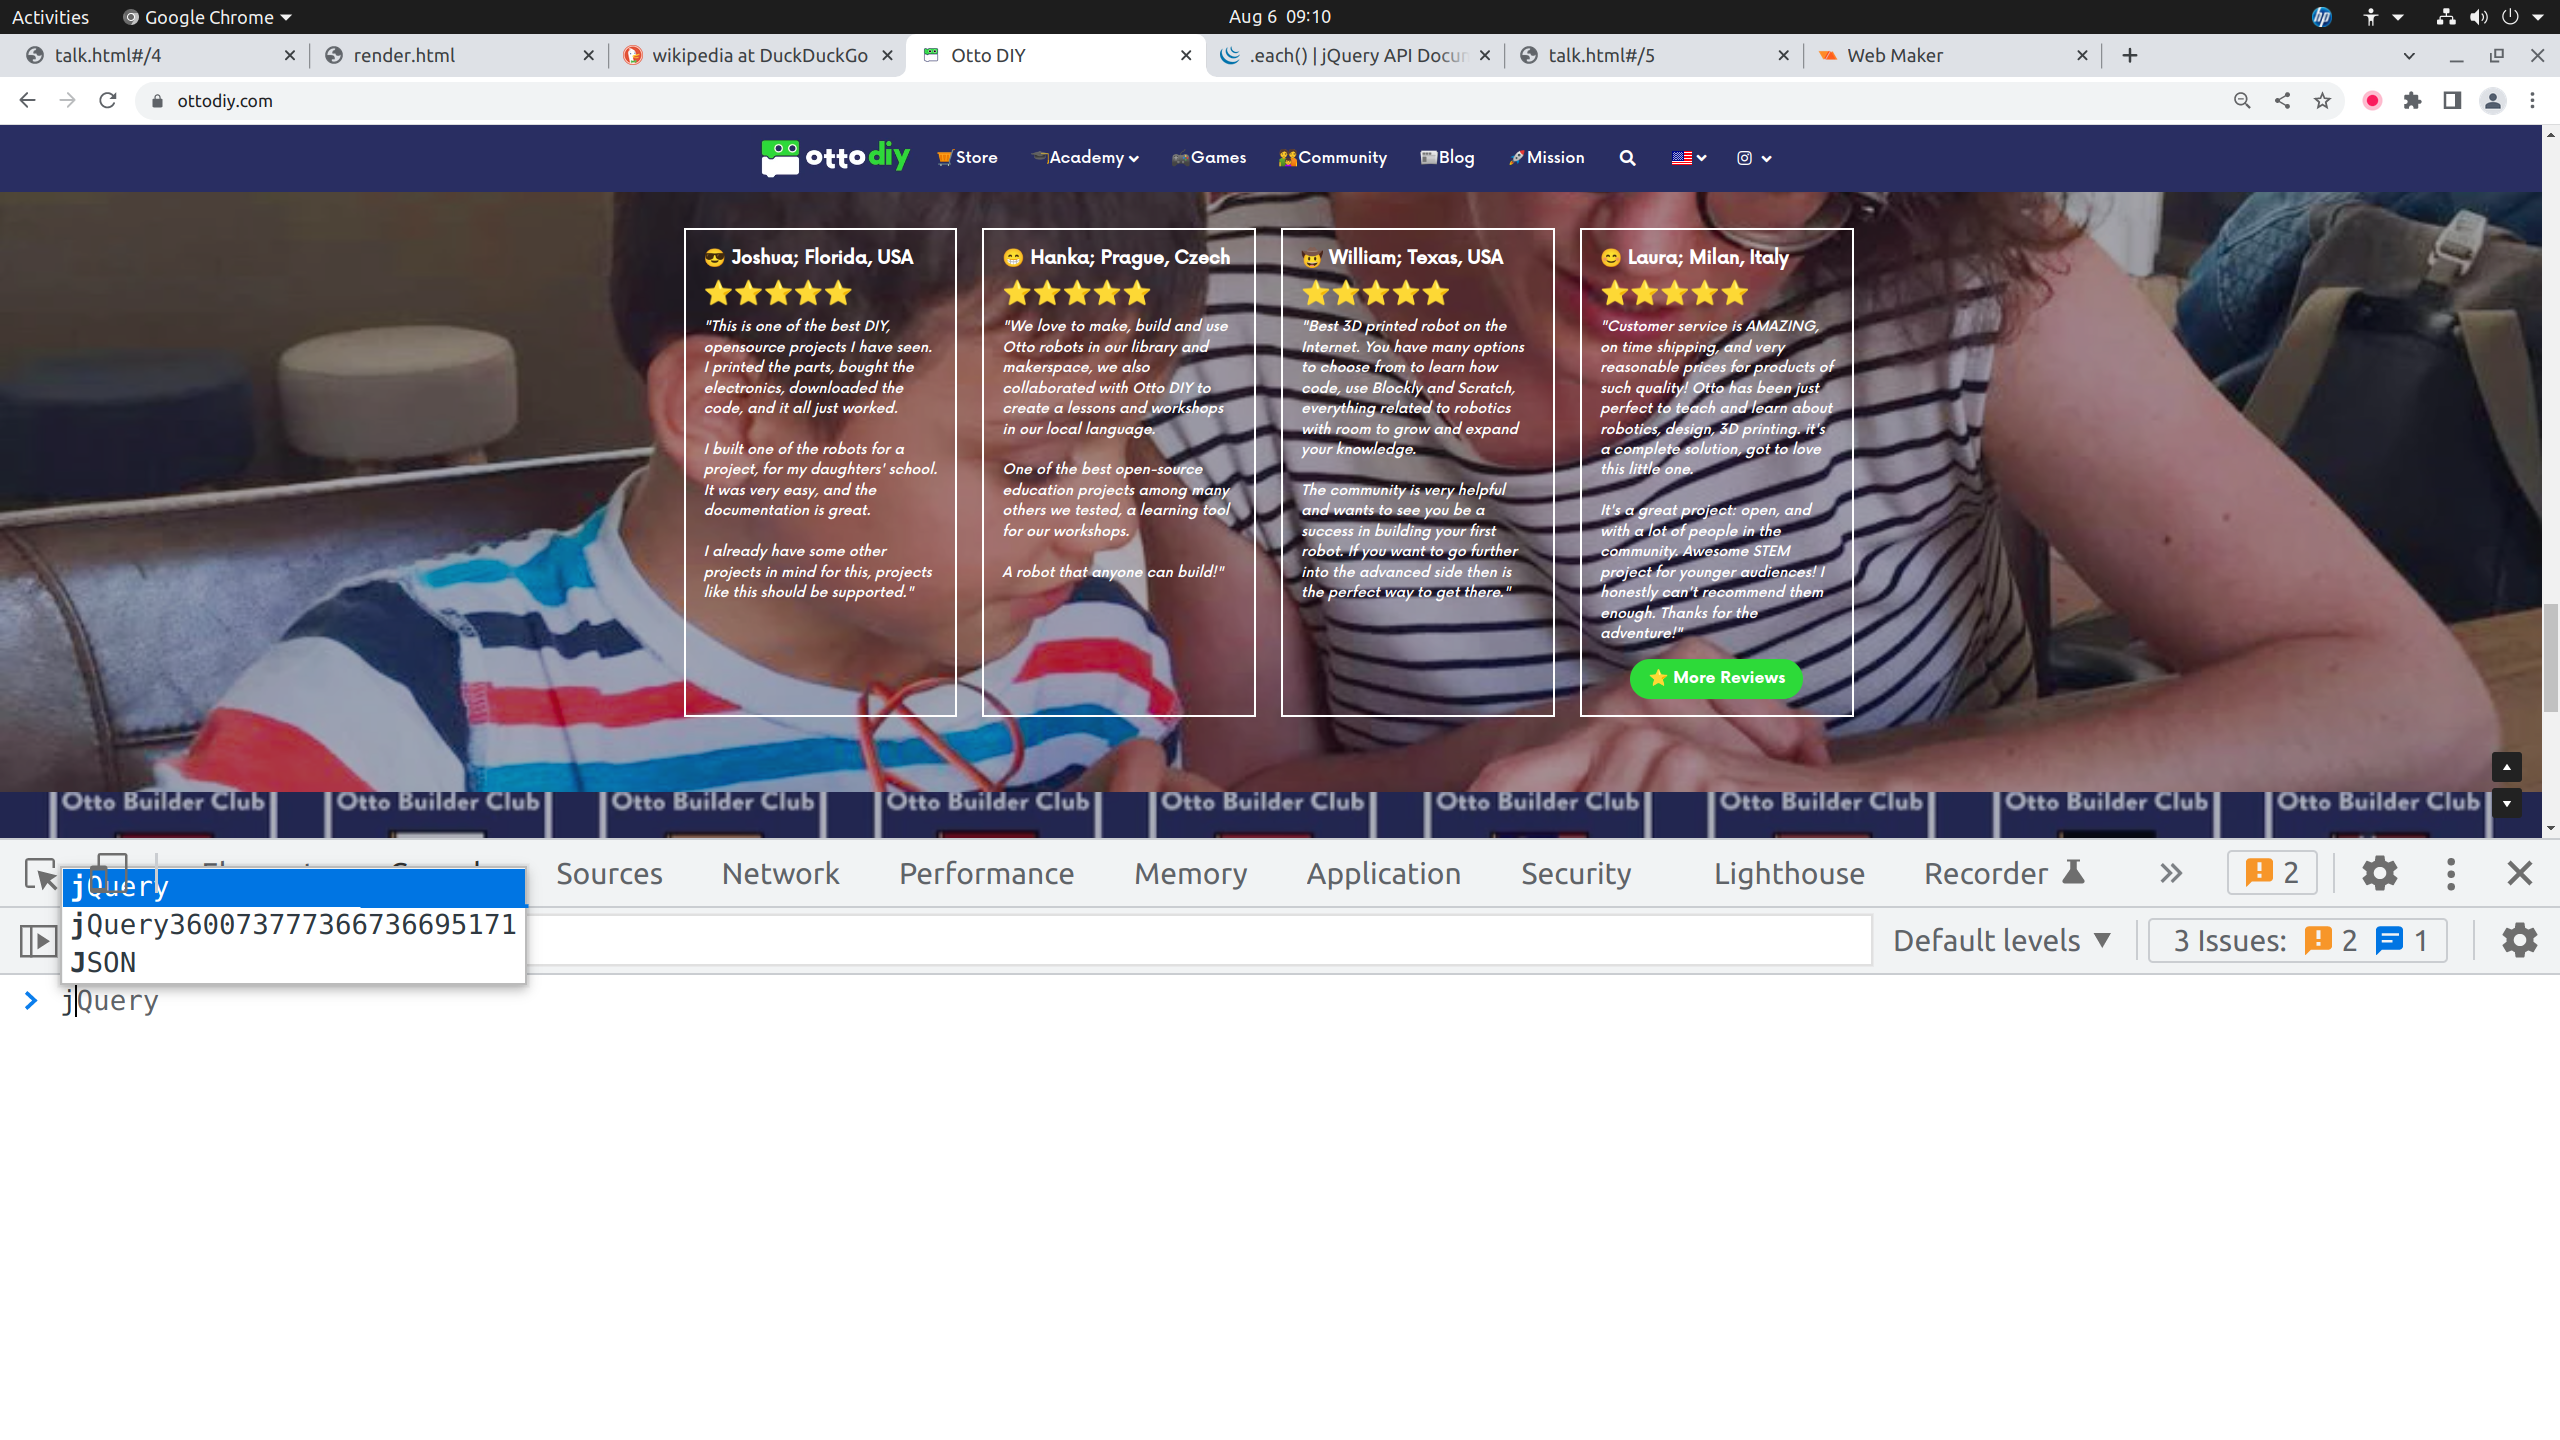 Activities
Google Chrome
Aug 6 09:10
hp
talk.html#/4
render.html
wikipedia at DuckDuckGo
Otto DIY
.each() | jQuery API Docu
talk.html#/5
Web Maker
ottodiy.com
otto diy
Store
Academy
Games
Community
Blog
Mission
Joshua; Florida, USA
"This is one of the best DIY,
opensource projects I have seen.
I printed the parts, bought the
electronics, downloaded the
code, and it all just worked.
I built one of the robots for a
project, for my daughters' school.
It was very easy, and the
documentation is great.
I already have some other
projects in mind for this, projects
like this should be supported."
Hanka; Prague, Czech
"We love to make, build and use
Otto robots in our library and
makerspace, we also
collaborated with Otto DIY to
create a lessons and workshops
in our local language.
One of the best open-source
education projects among many
others we tested, a learning tool
for our workshops.
A robot that anyone can build!"
William; Texas, USA
"Best 3D printed robot on the
Internet. You have many options
to choose from to learn how
code, use Blockly and Scratch,
everything related to robotics
with room to grow and expand
your knowledge.
The community is very helpful
and wants to see you be a
success in building your first
robot. If you want to go further
into the advanced side then is
the perfect way to get there."
Laura; Milan, Italy
"Customer service is AMAZING,
on time shipping, and very
reasonable prices for products of
such quality! Otto has been just
perfect to teach and learn about
robotics, design, 3D printing. it's
a complete solution, got to love
this little one.
It's a great project: open, and
with a lot of people in the
community. Awesome STEM
project for younger audiences! I
honestly can't recommend them
enough. Thanks for the
adventure!"
More Reviews
Otto Builder Club
Otto Builder Club
Otto Builder Club
Otto Builder Club
Otto Builder Club
Otto Builder Club
Otto Builder Club
Otto Builder Club
Otto Builder Club
Sources
Network
Performance
Memory
Application
Security
Lighthouse
Recorder
2
jQuery
jQuery360073777366736695171
JSON
Default levels
3 Issues: 2 1
jQuery